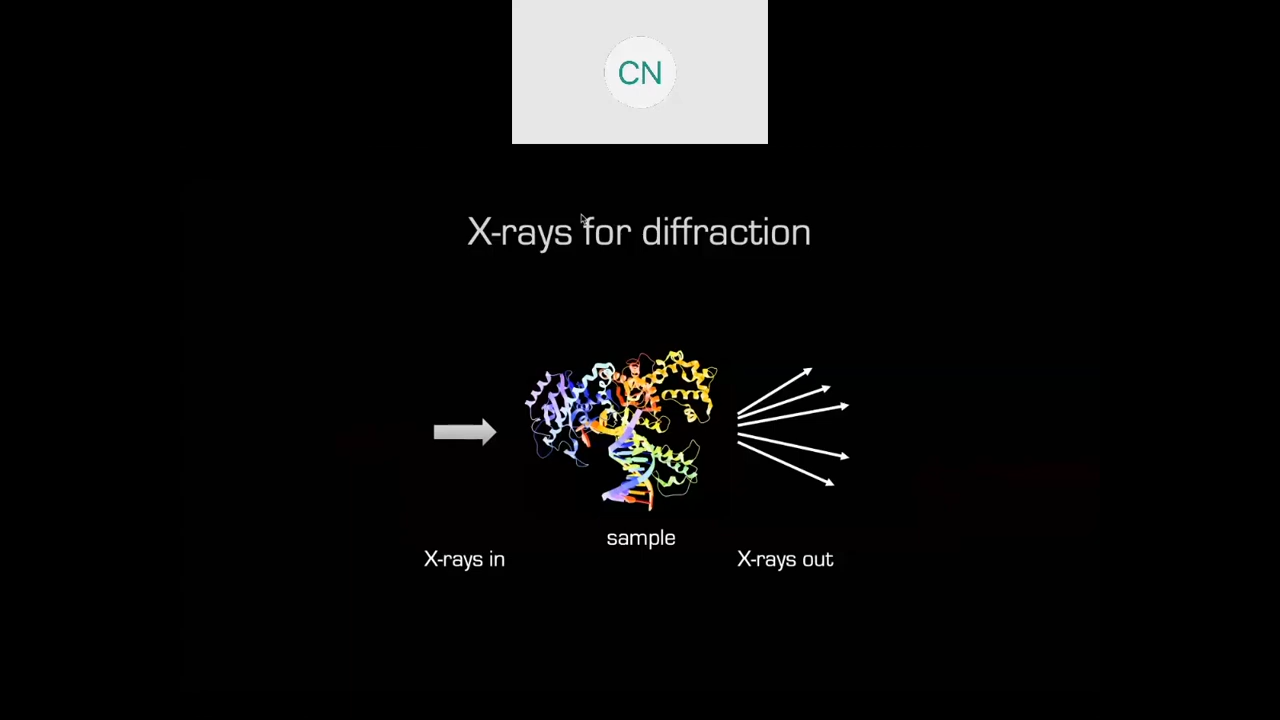 CN
X-rays for diffraction
sample
X-rays in
X-rays out